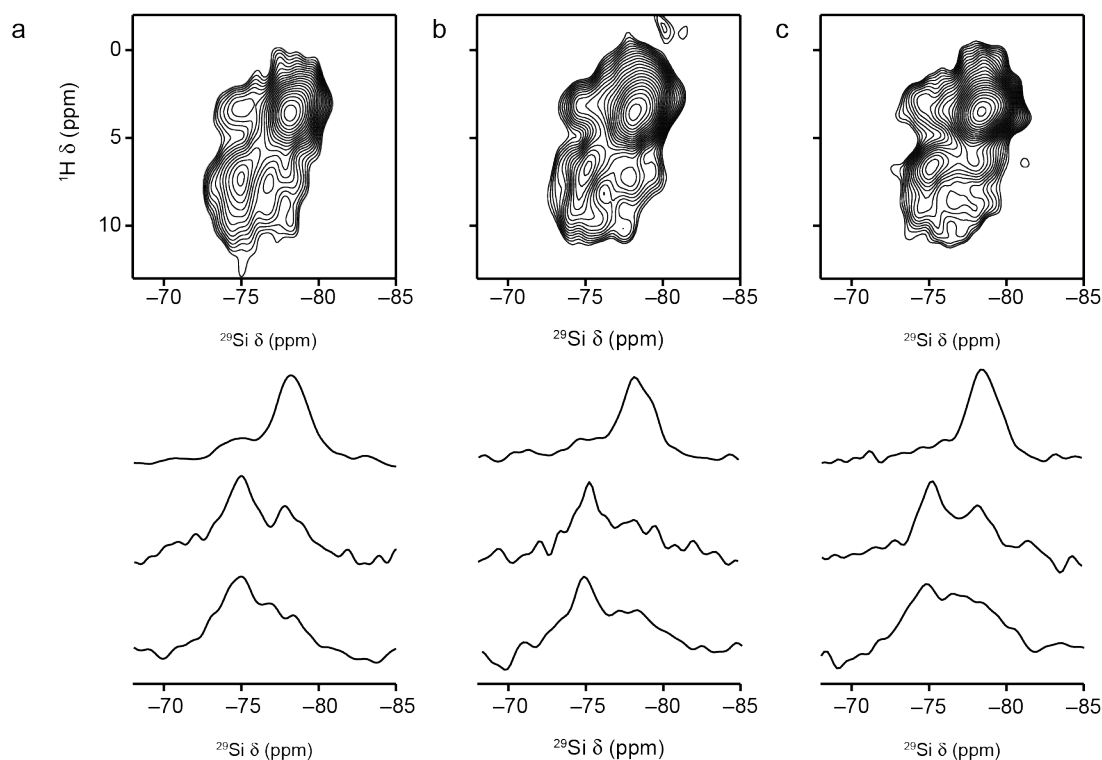 a b c
0
5
10
¹H δ (ppm)
–70 –75 –80 –85 –70 –75 –80 –85 –70 –75 –80 –85
²⁹Si δ (ppm) ²⁹Si δ (ppm) ²⁹Si δ (ppm)
–70 –75 –80 –85 –70 –75 –80 –85 –70 –75 –80 –85
²⁹Si δ (ppm) ²⁹Si δ (ppm) ²⁹Si δ (ppm)